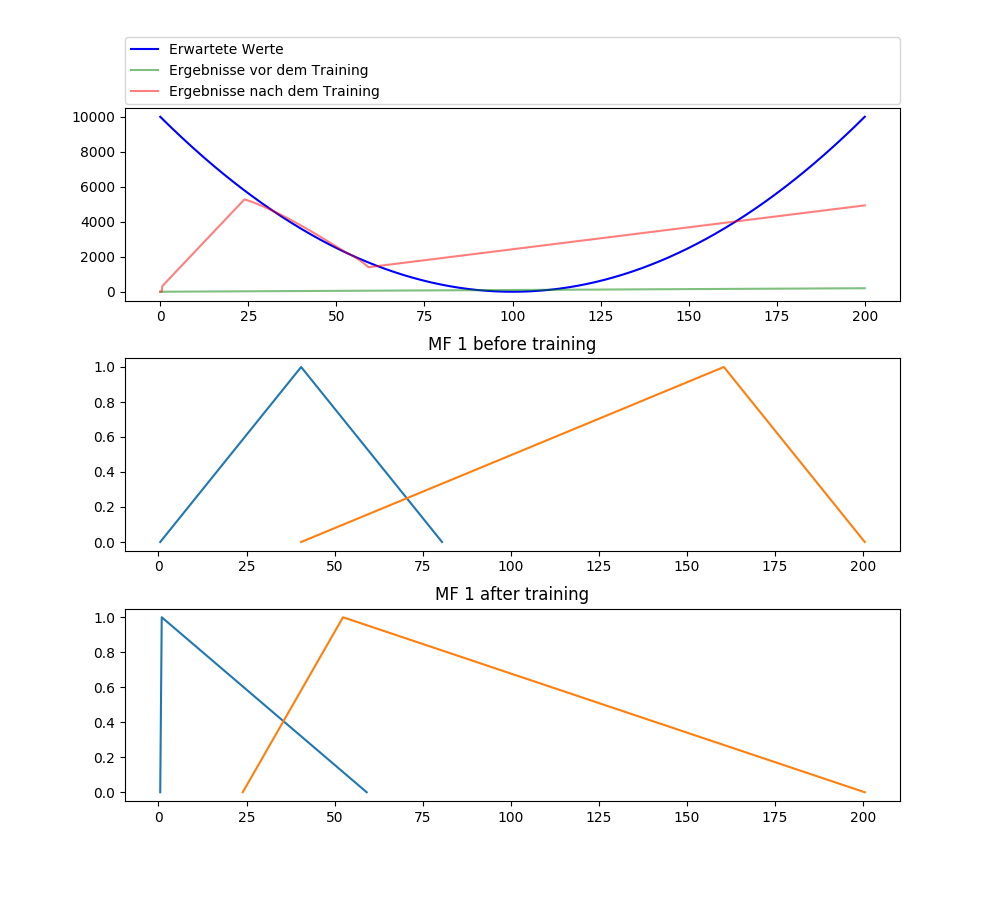 Erwartete Werte
Ergebnisse vor dem Training
Ergebnisse nach dem Training
10000
8000
6000
4000
2000
0
0 25 50 75 100 125 150 175 200
MF 1 before training
1.0
0.8
0.6
0.4
0.2
0.0
0 25 50 75 100 125 150 175 200
MF 1 after training
1.0
0.8
0.6
0.4
0.2
0.0
0 25 50 75 100 125 150 175 200